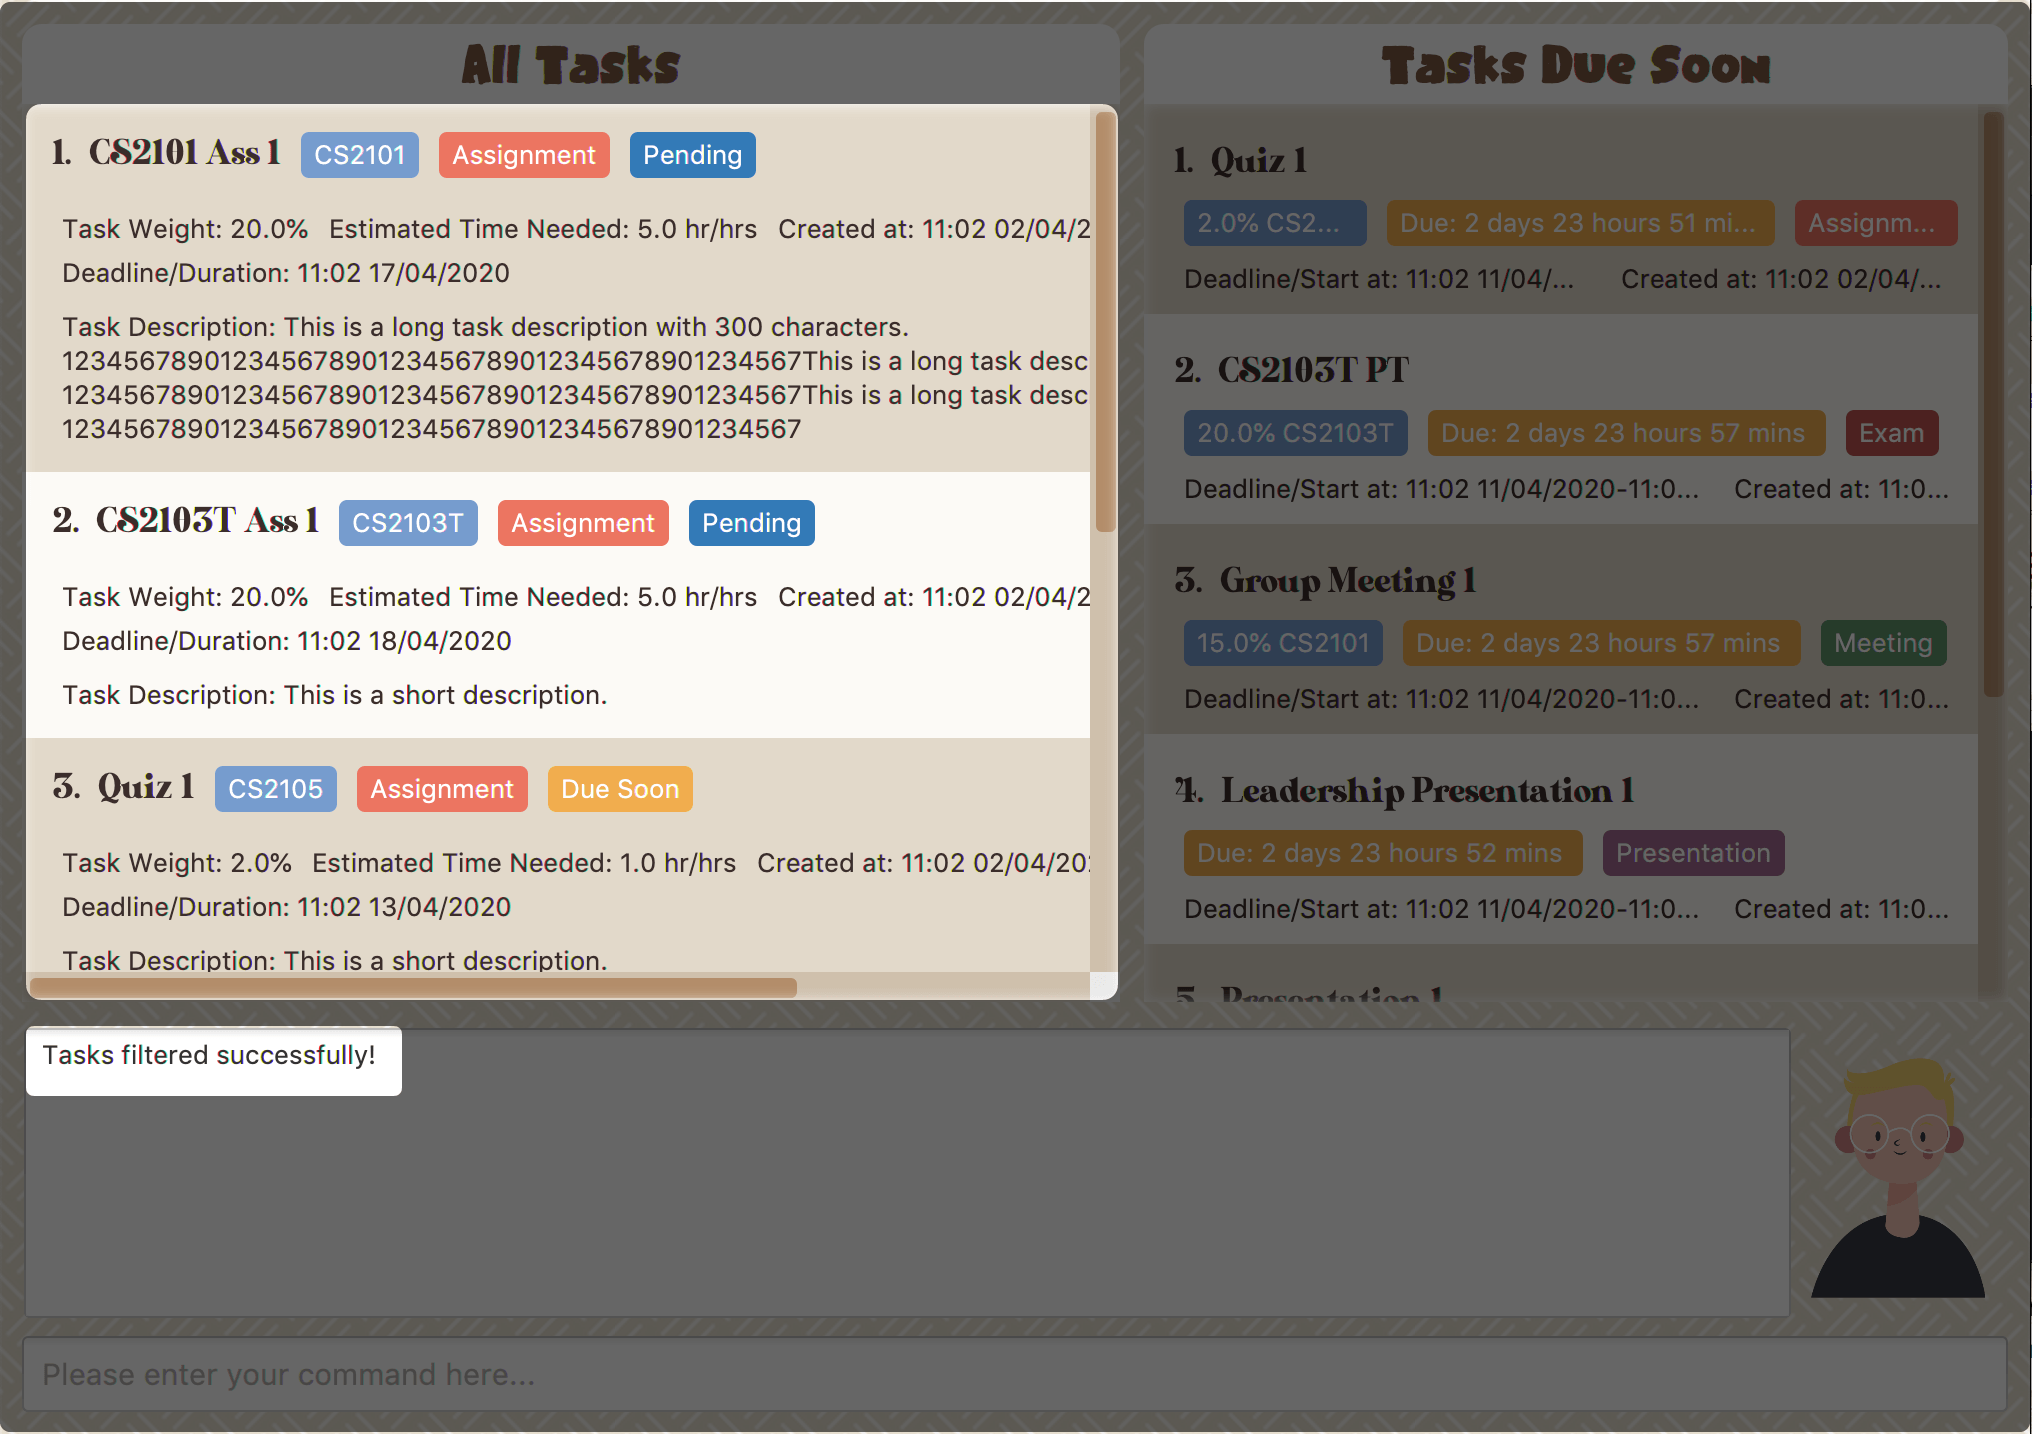 All Tasks
1. CS2101 Ass 1 CS2101 Assignment Pending
Task Weight: 20.0% Estimated Time Needed: 5.0 hr/hrs Created at: 11:02 02/04/2
Deadline/Duration: 11:02 17/04/2020
Task Description: This is a long task description with 300 characters.
1234567890123456789012345678901234567890​1234567This is a long task desc
12345678901234567890123456789012345678901234567This is a long task desc
12345678901234567890123456789012345678901234567
2. CS2103T Ass 1 CS2103T Assignment Pending
Task Weight: 20.0% Estimated Time Needed: 5.0 hr/hrs Created at: 11:02 02/04/2
Deadline/Duration: 11:02 18/04/2020
Task Description: This is a short description.
3. Quiz 1 CS2105 Assignment Due Soon
Task Weight: 2.0% Estimated Time Needed: 1.0 hr/hrs Created at: 11:02 02/04/20
Deadline/Duration: 11:02 13/04/2020
Task Description: This is a short description.
Tasks Due Soon
1. Quiz 1
2.0% CS2... Due: 2 days 23 hours 51 mi... Assignm...
Deadline/Start at: 11:02 11/04/... Created at: 11:02 02/04/...
2. CS2103T PT
20.0% CS2103T Due: 2 days 23 hours 57 mins Exam
Deadline/Start at: 11:02 11/04/2020-11:0... Created at: 11:0...
3. Group Meeting 1
15.0% CS2101 Due: 2 days 23 hours 57 mins Meeting
Deadline/Start at: 11:02 11/04/2020-11:0... Created at: 11:0...
4. Leadership Presentation 1
Due: 2 days 23 hours 52 mins Presentation
Deadline/Start at: 11:02 11/04/2020-11:0... Created at: 11:0...
5. Presentation 1
Tasks filtered successfully!
Please enter your command here...